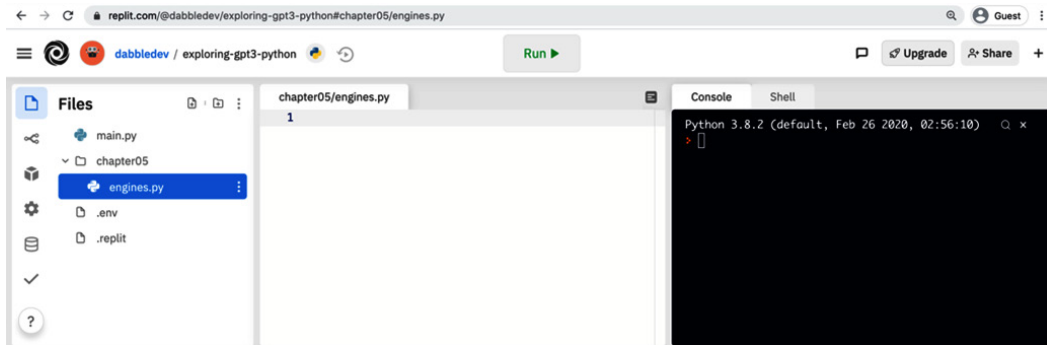 replit.com/@dabbledev/exploring-gpt3-python#chapter05/engines.py
Guest
dabbledev / exploring-gpt3-python
Run
Upgrade
Share
Files
main.py
chapter05
engines.py
.env
.replit
?
chapter05/engines.py
1
Console
Shell
Python 3.8.2 (default, Feb 26 2020, 02:56:10)
>